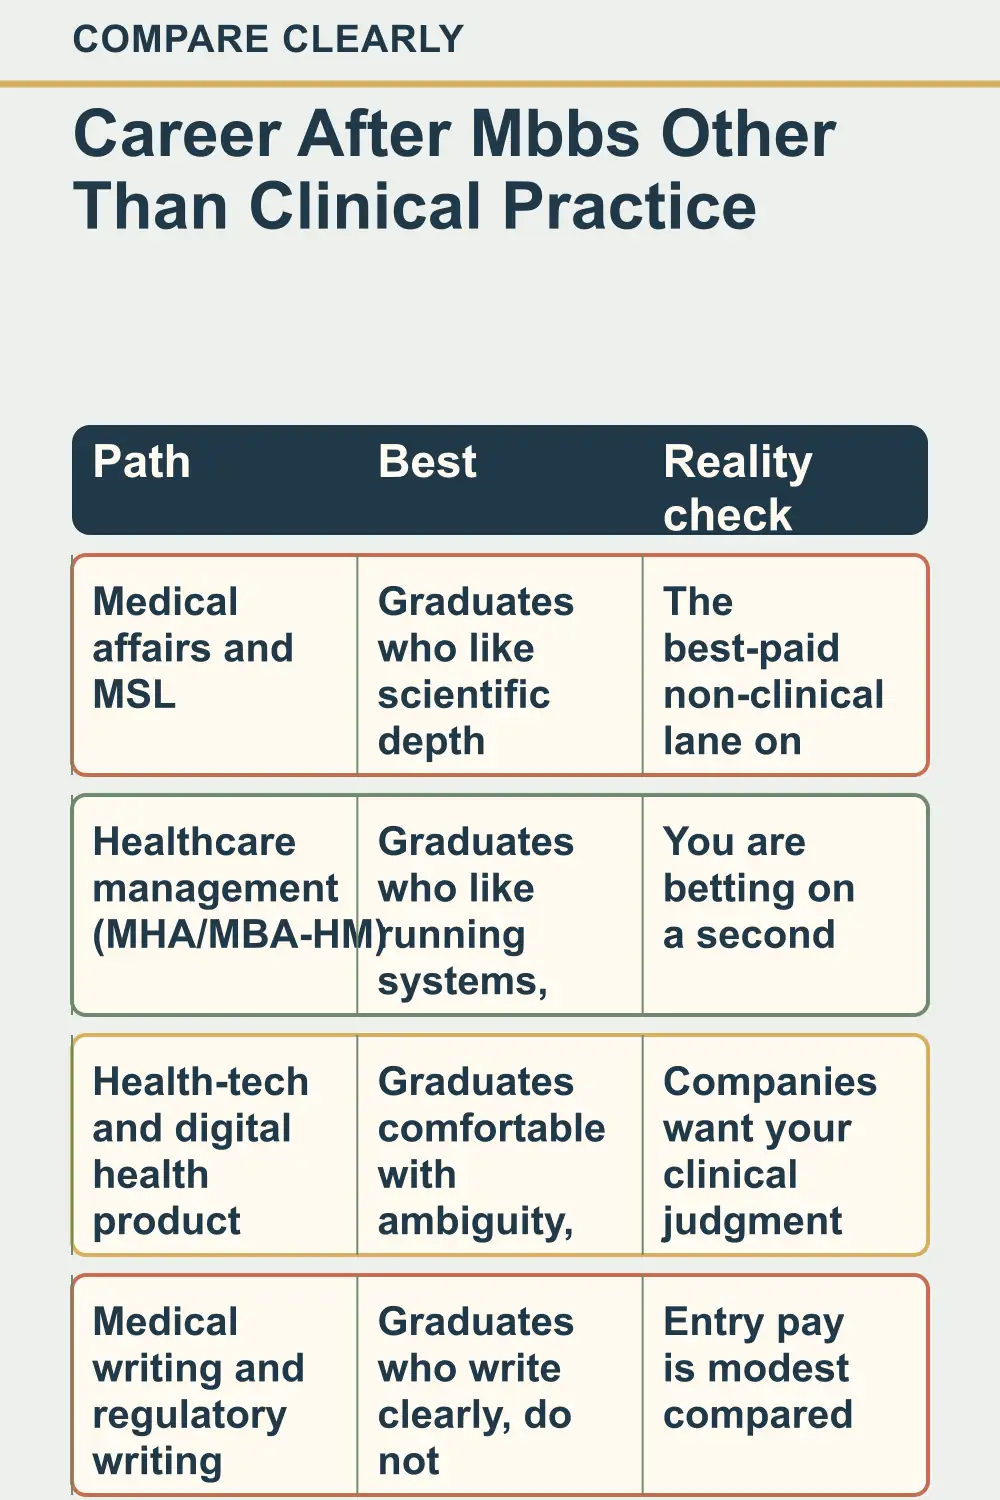 COMPARE CLEARLY
Career After Mbbs Other
Than Clinical Practice
Path
Best
Reality
check
Medical
affairs and
MSL
Graduates
who like
scientific
depth
The
best-paid
non-clinical
lane on
Healthcare
management
(MHA/MBA-HM)
Graduates
who like
running
systems,
You are
betting on
a second
Health-tech
and digital
health
product
Graduates
comfortable
with
ambiguity,
Companies
want your
clinical
judgment
Medical
writing and
regulatory
writing
Graduates
who write
clearly, do
not
Entry pay
is modest
compared